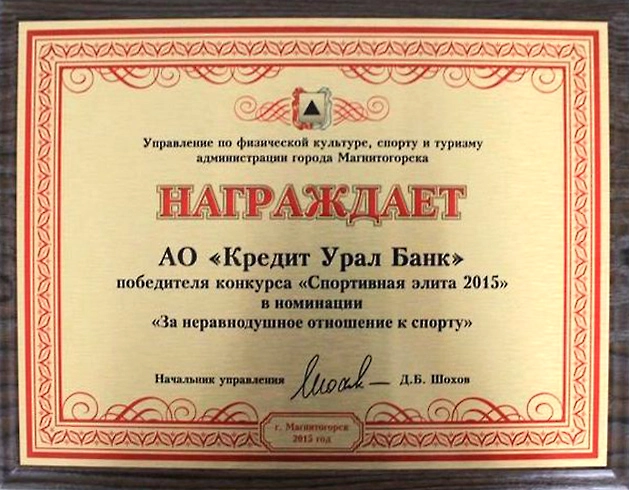 Управление по физической культуре, спорту и туризму
администрации города Магнитогорска
НАГРАЖДАЕТ
АО «Кредит Урал Банк»
победителя конкурса «Спортивная элита 2015»
в номинации
«За неравнодушное отношение к спорту»
Начальник управления Д.Б. Шохов
г. Магнитогорск
2015 год